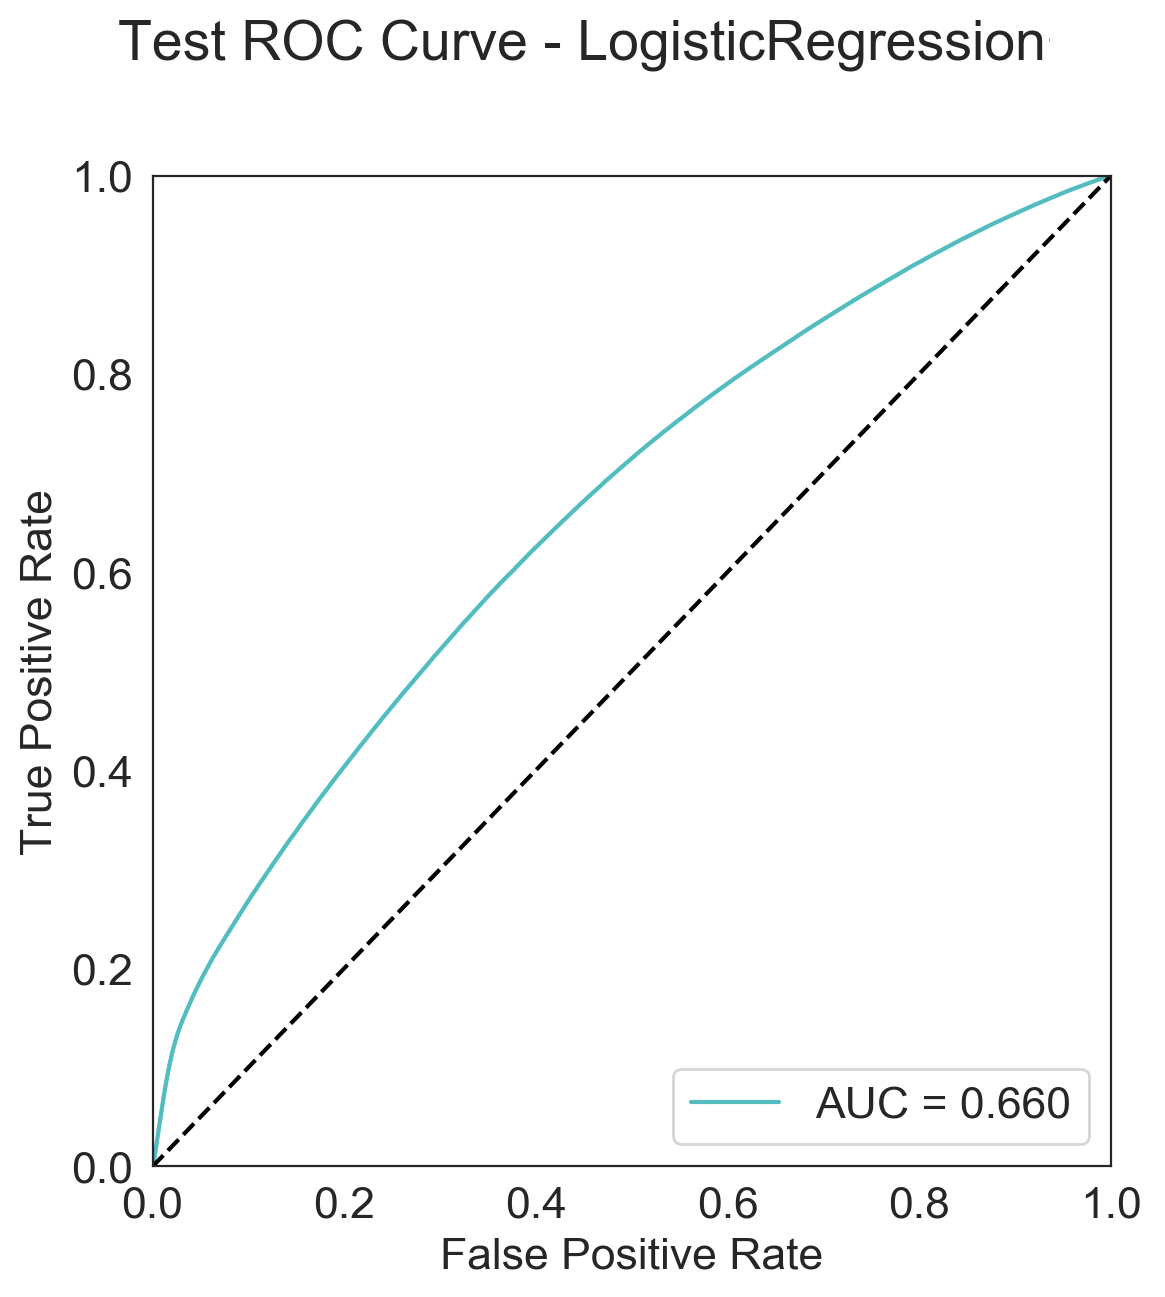 Test ROC Curve - LogisticRegression
1.0
0.8
0.6
0.4
0.2
0.0
True Positive Rate
AUC = 0.660
0.0 0.2 0.4 0.6 0.8 1.0
False Positive Rate